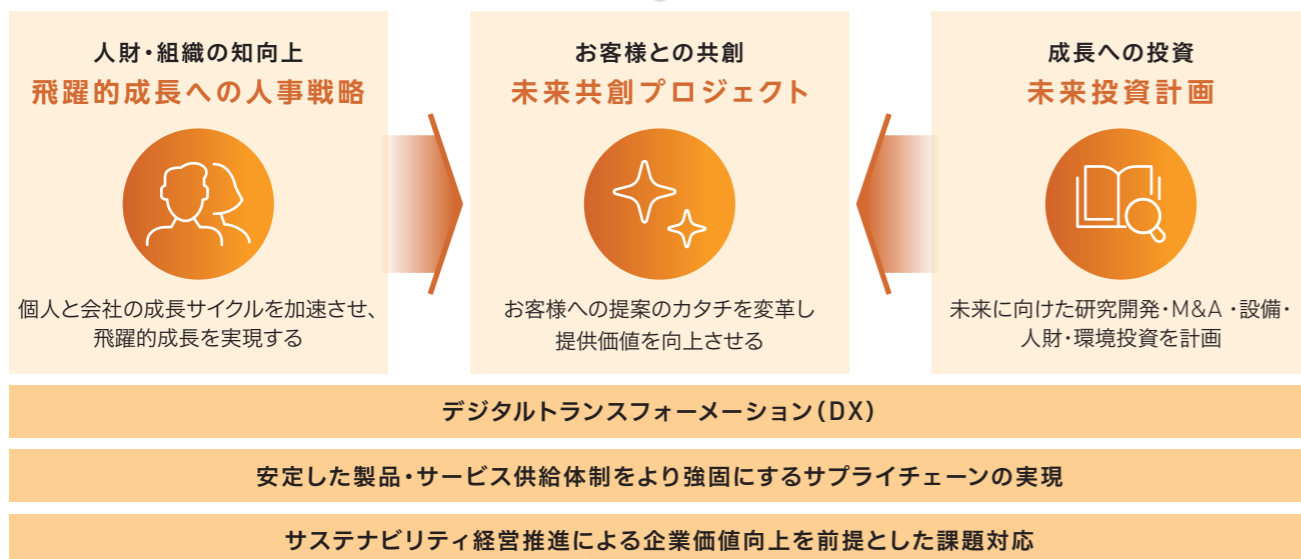 人財・組織の知向上
飛躍的成長への人事戦略
個人と会社の成長サイクルを加速させ、
飛躍的成長を実現する
お客様との共創
未来共創プロジェクト
お客様への提案のカタチを変革し
提供価値を向上させる
成長への投資
未来投資計画
未来に向けた研究開発・M&A・設備・
人財・環境投資を計画
デジタルトランスフォーメーション(DX)
安定した製品・サービス供給体制をより強固にするサプライチェーンの実現
サステナビリティ経営推進による企業価値向上を前提とした課題対応